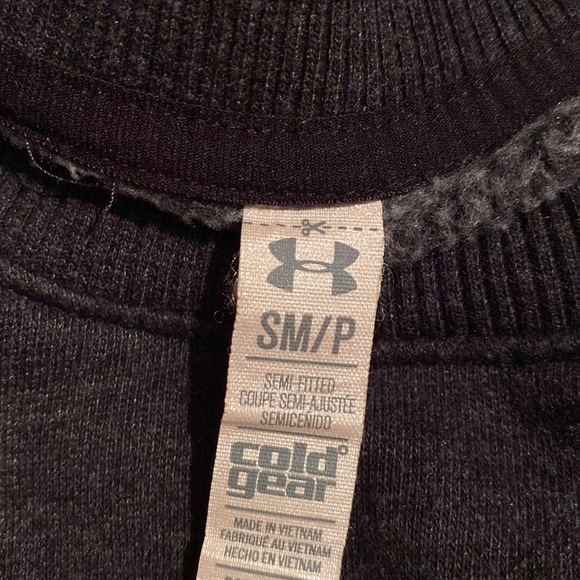 SM/P
SEMI-FITTED
COUPE SEMI-AJUSTÉE
SEMICENIDO
cold
gear
MADE IN VIETNAM
FABRIQUÉ AU VIETNAM
HECHO EN VIETNAM